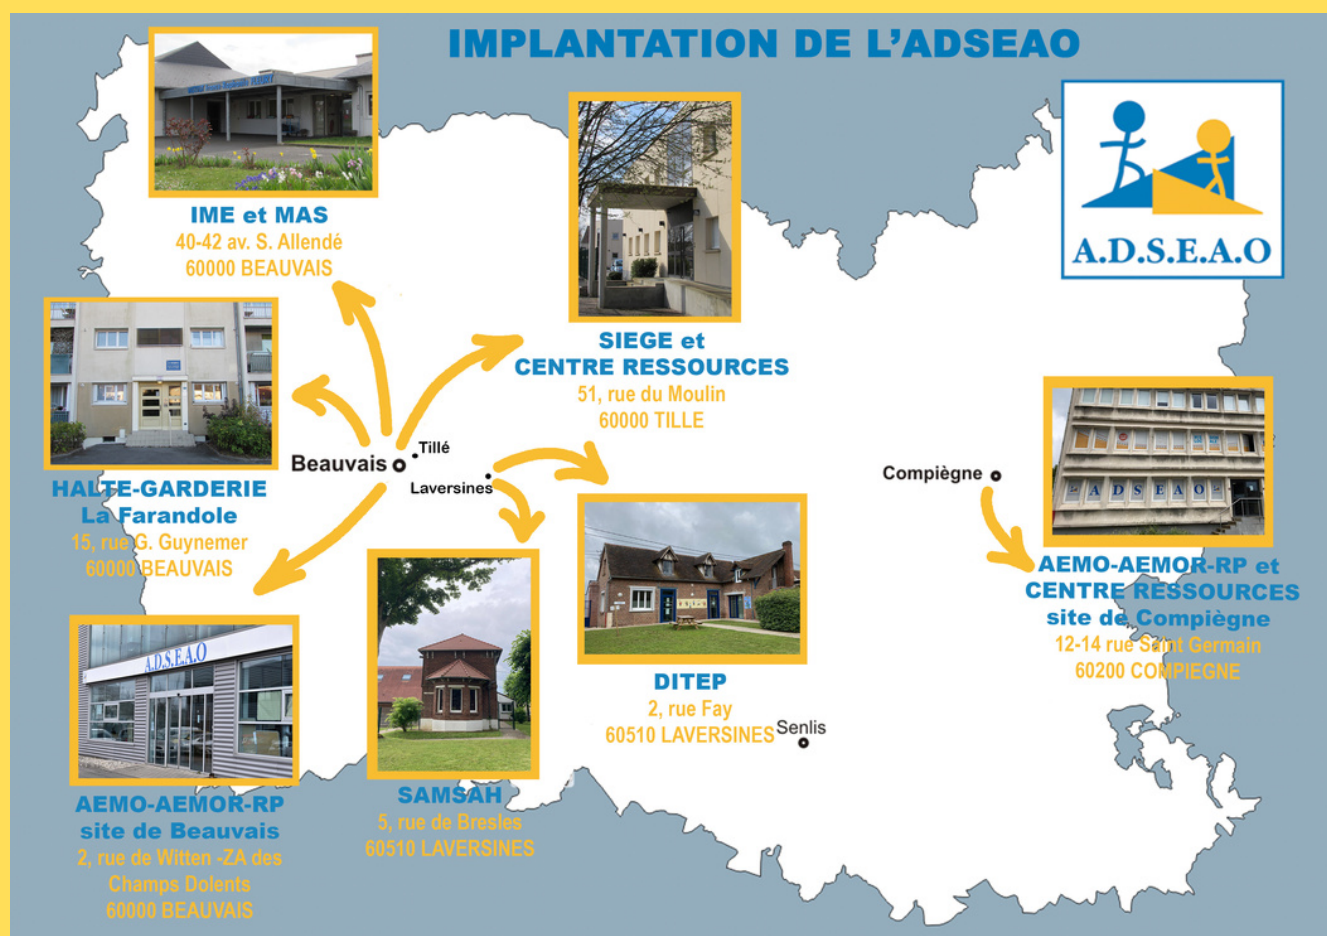 IMPLANTATION DE L'ADSEAO
A.D.S.E.A.O
IME et MAS
40-42 av. S. Allendé
60000 BEAUVAIS
SIEGE et
CENTRE RESSOURCES
51, rue du Moulin
60000 TILLE
HALTE-GARDERIE
La Farandole
15, rue G. Guynemer
60000 BEAUVAIS
Beauvais
Tillé
Laversines
Compiègne
Senlis
ADSEAO
AEMO-AEMOR-RP et
CENTRE RESSOURCES
site de Compiègne
12-14 rue Saint Germain
60200 COMPIEGNE
DITEP
2, rue Fay
60510 LAVERSINES
A.D.S.E.A.O
AEMO-AEMOR-RP
site de Beauvais
2, rue de Witten -ZA des
Champs Dolents
60000 BEAUVAIS
SAMSAH
5, rue de Bresles
60510 LAVERSINES